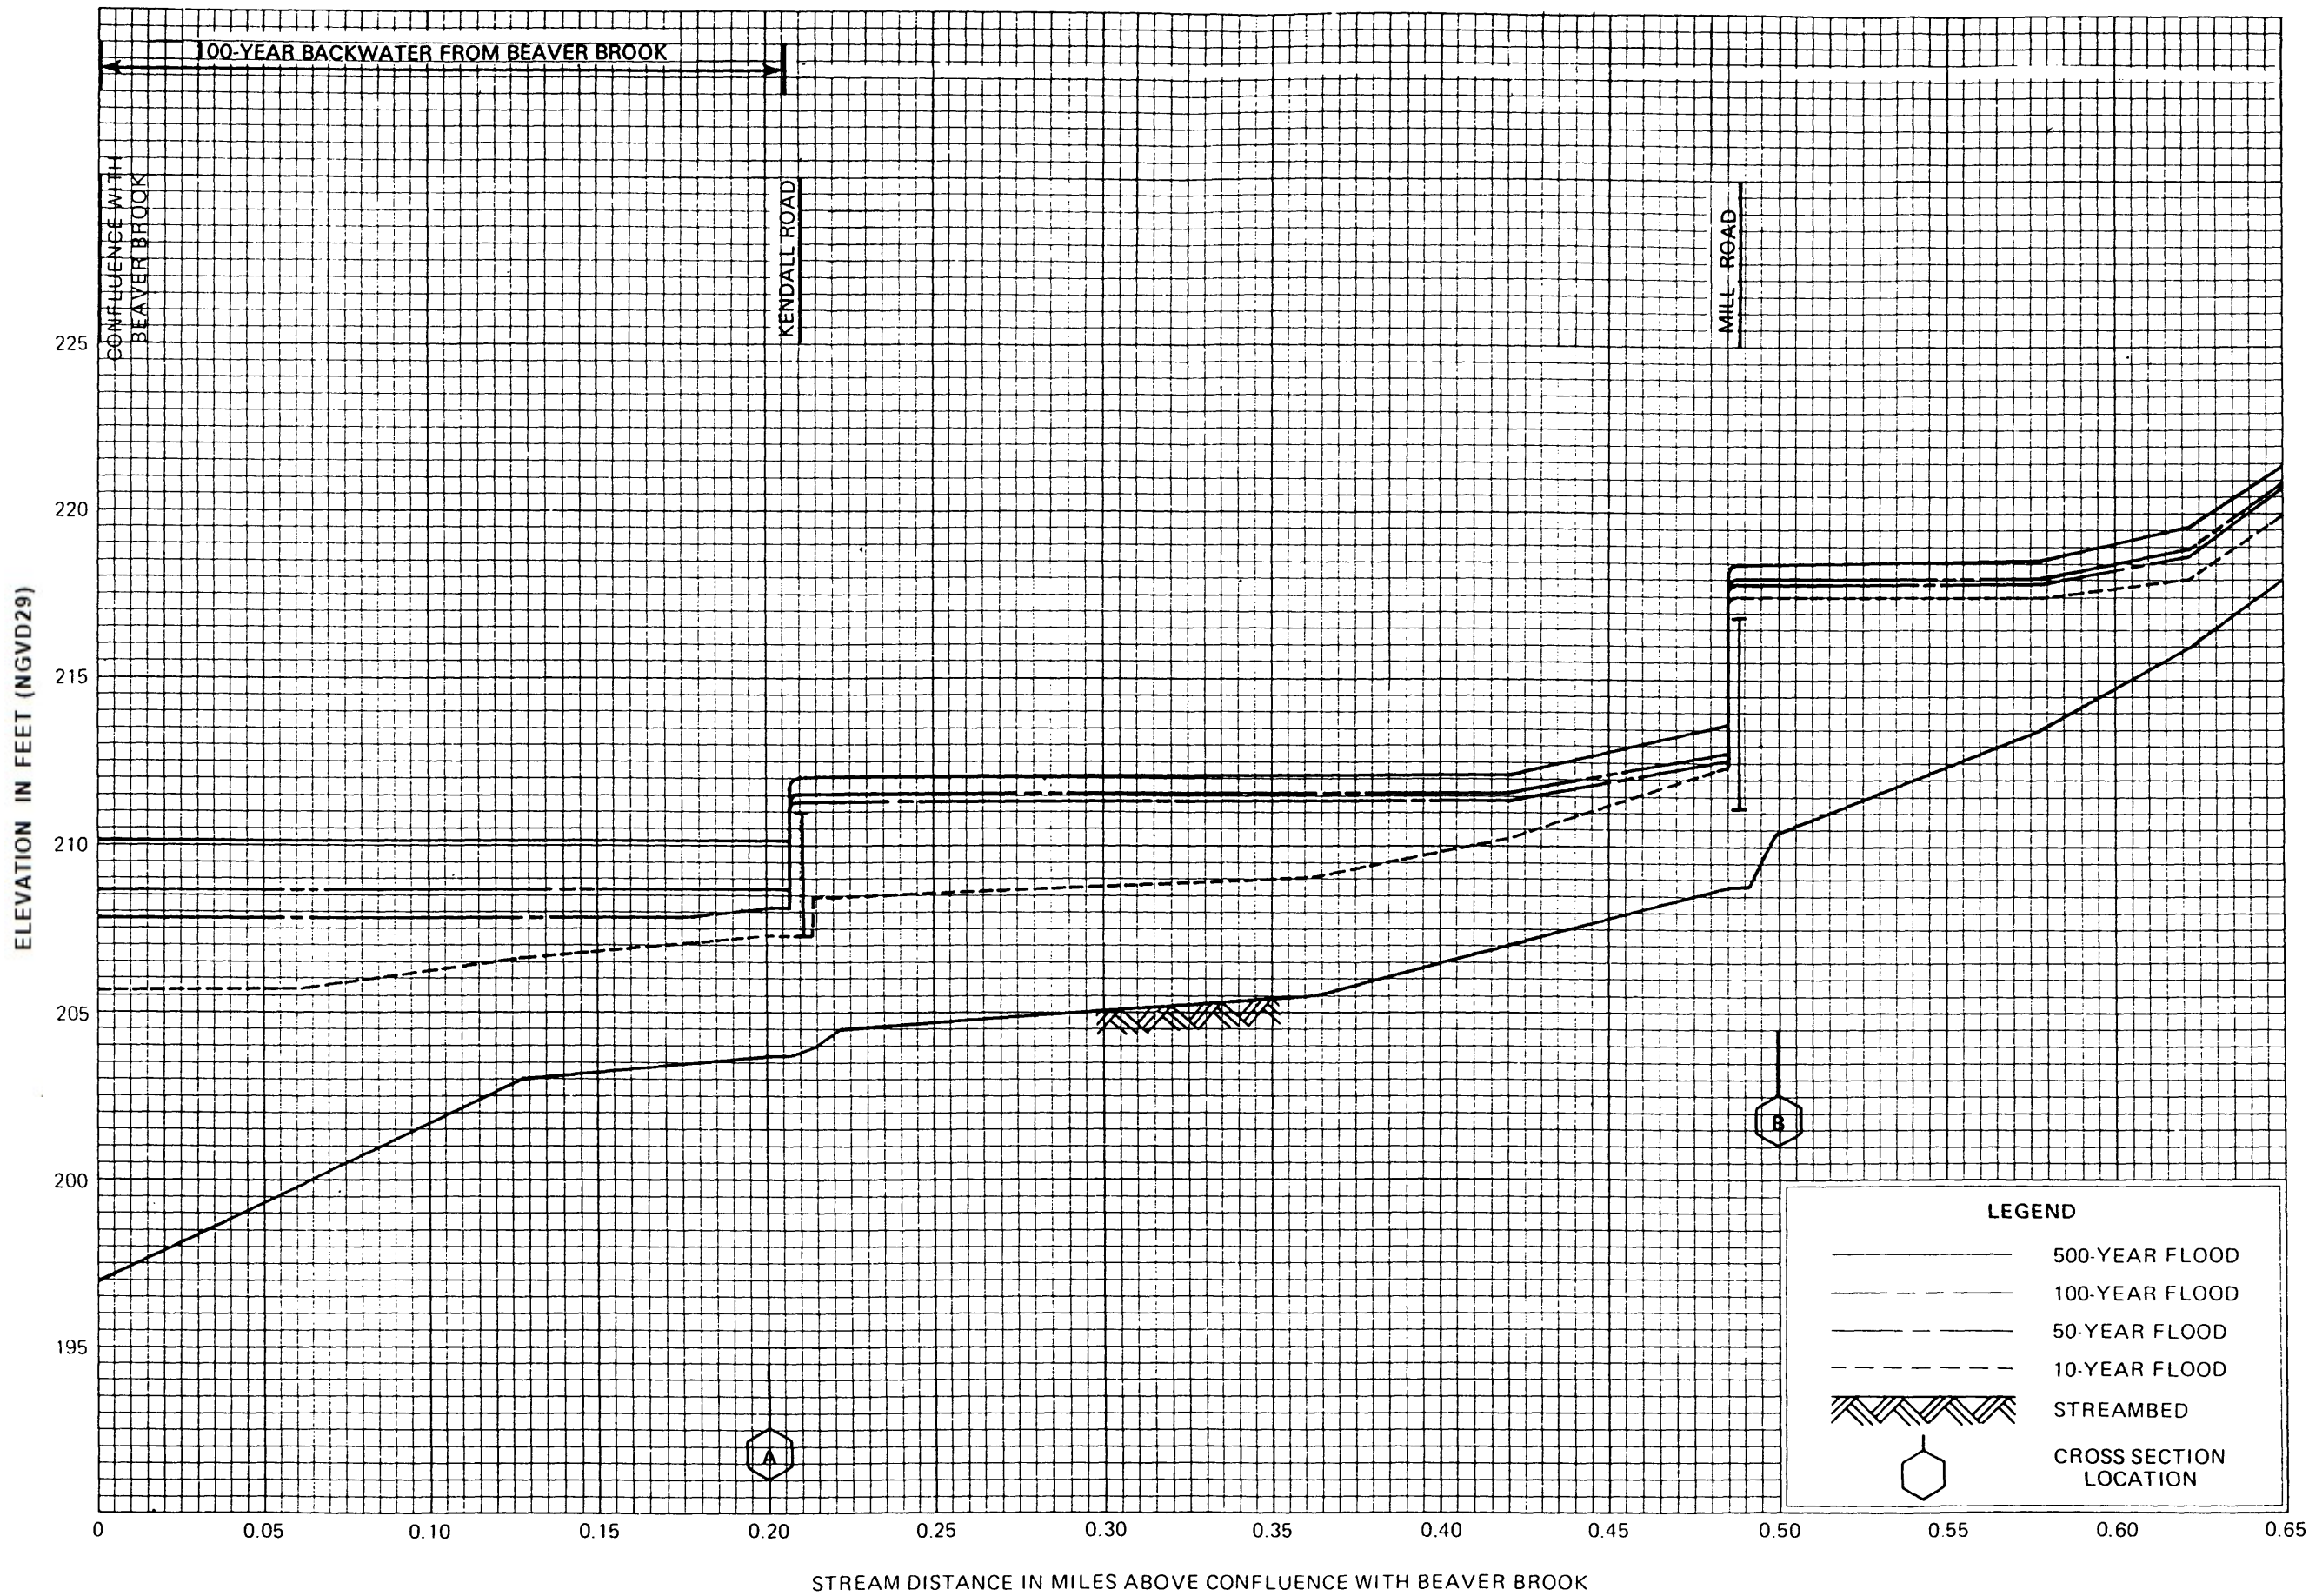 100-YEAR BACKWATER FROM BEAVER BROOK
CONFLUENCE WITH
BEAVER BROOK
KENDALL ROAD
MILL ROAD
ELEVATION IN FEET (NGVD29)
225
220
215
210
205
200
195
A
B
LEGEND
500-YEAR FLOOD
100-YEAR FLOOD
50-YEAR FLOOD
10-YEAR FLOOD
STREAMBED
CROSS SECTION
LOCATION
0 0.05 0.10 0.15 0.20 0.25 0.30 0.35 0.40 0.45 0.50 0.55 0.60 0.65
STREAM DISTANCE IN MILES ABOVE CONFLUENCE WITH BEAVER BROOK